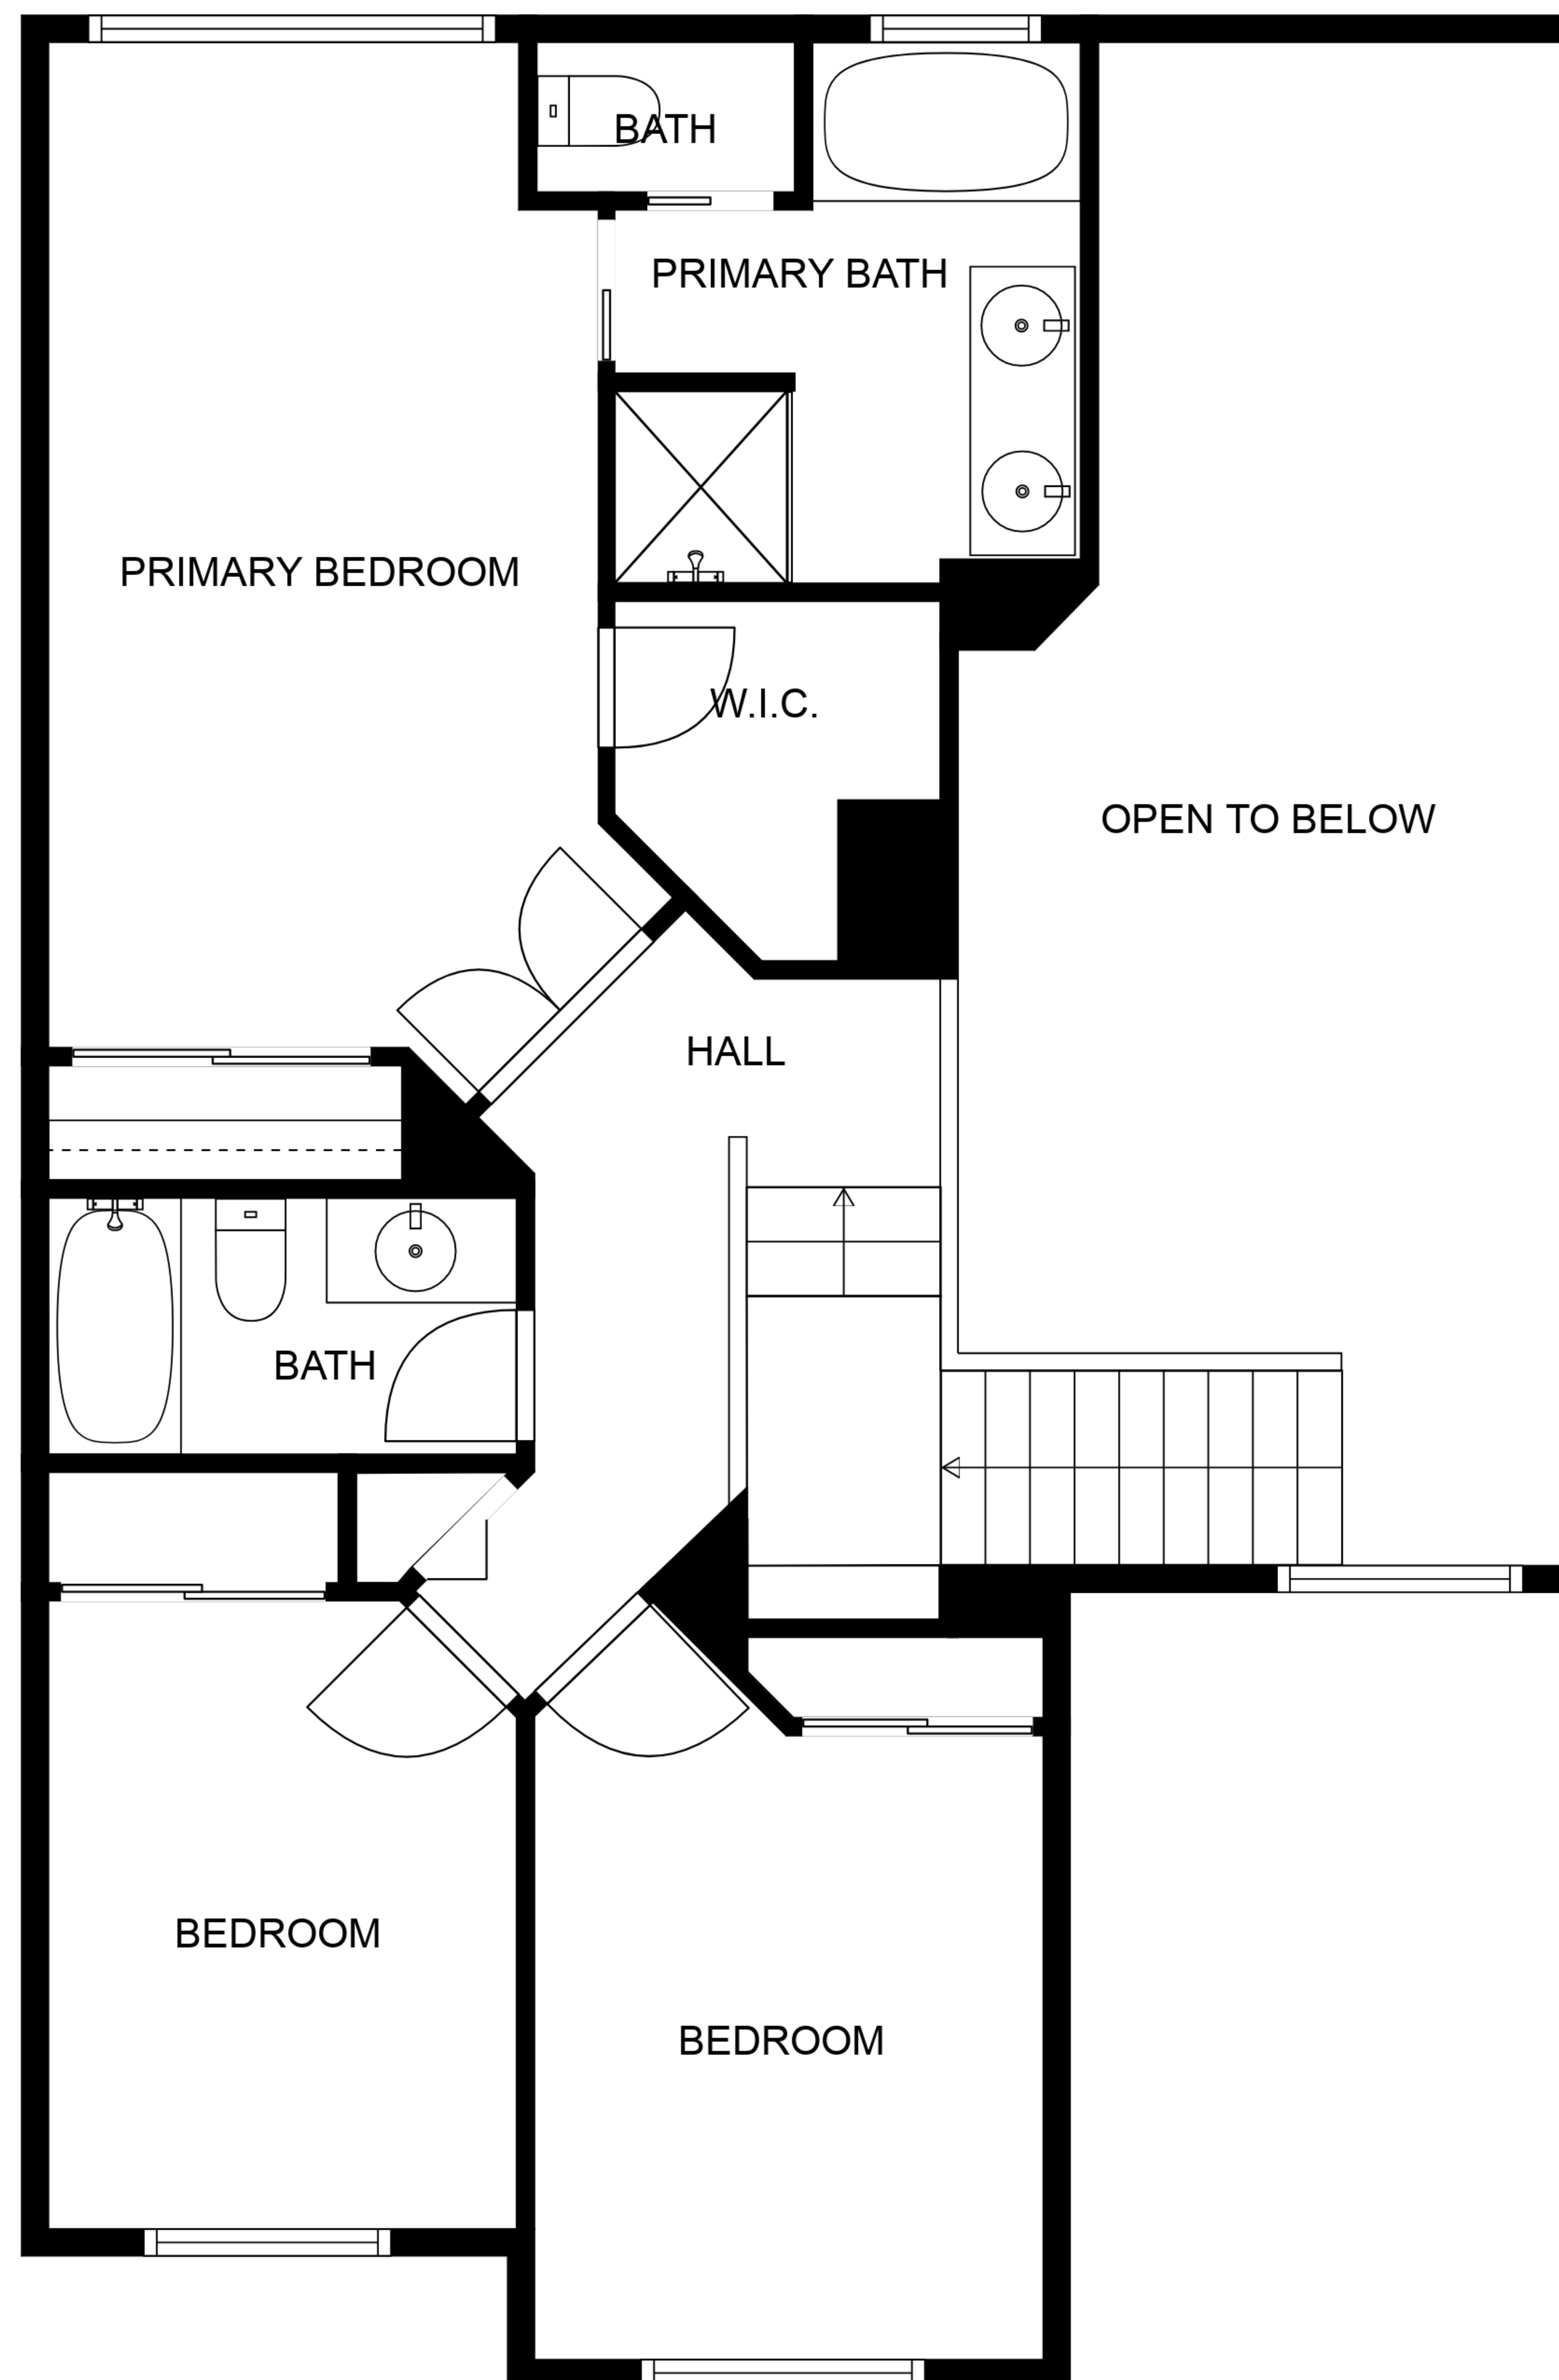 BATH
PRIMARY BATH
PRIMARY BEDROOM
W.I.C.
OPEN TO BELOW
HALL
BATH
BEDROOM
BEDROOM